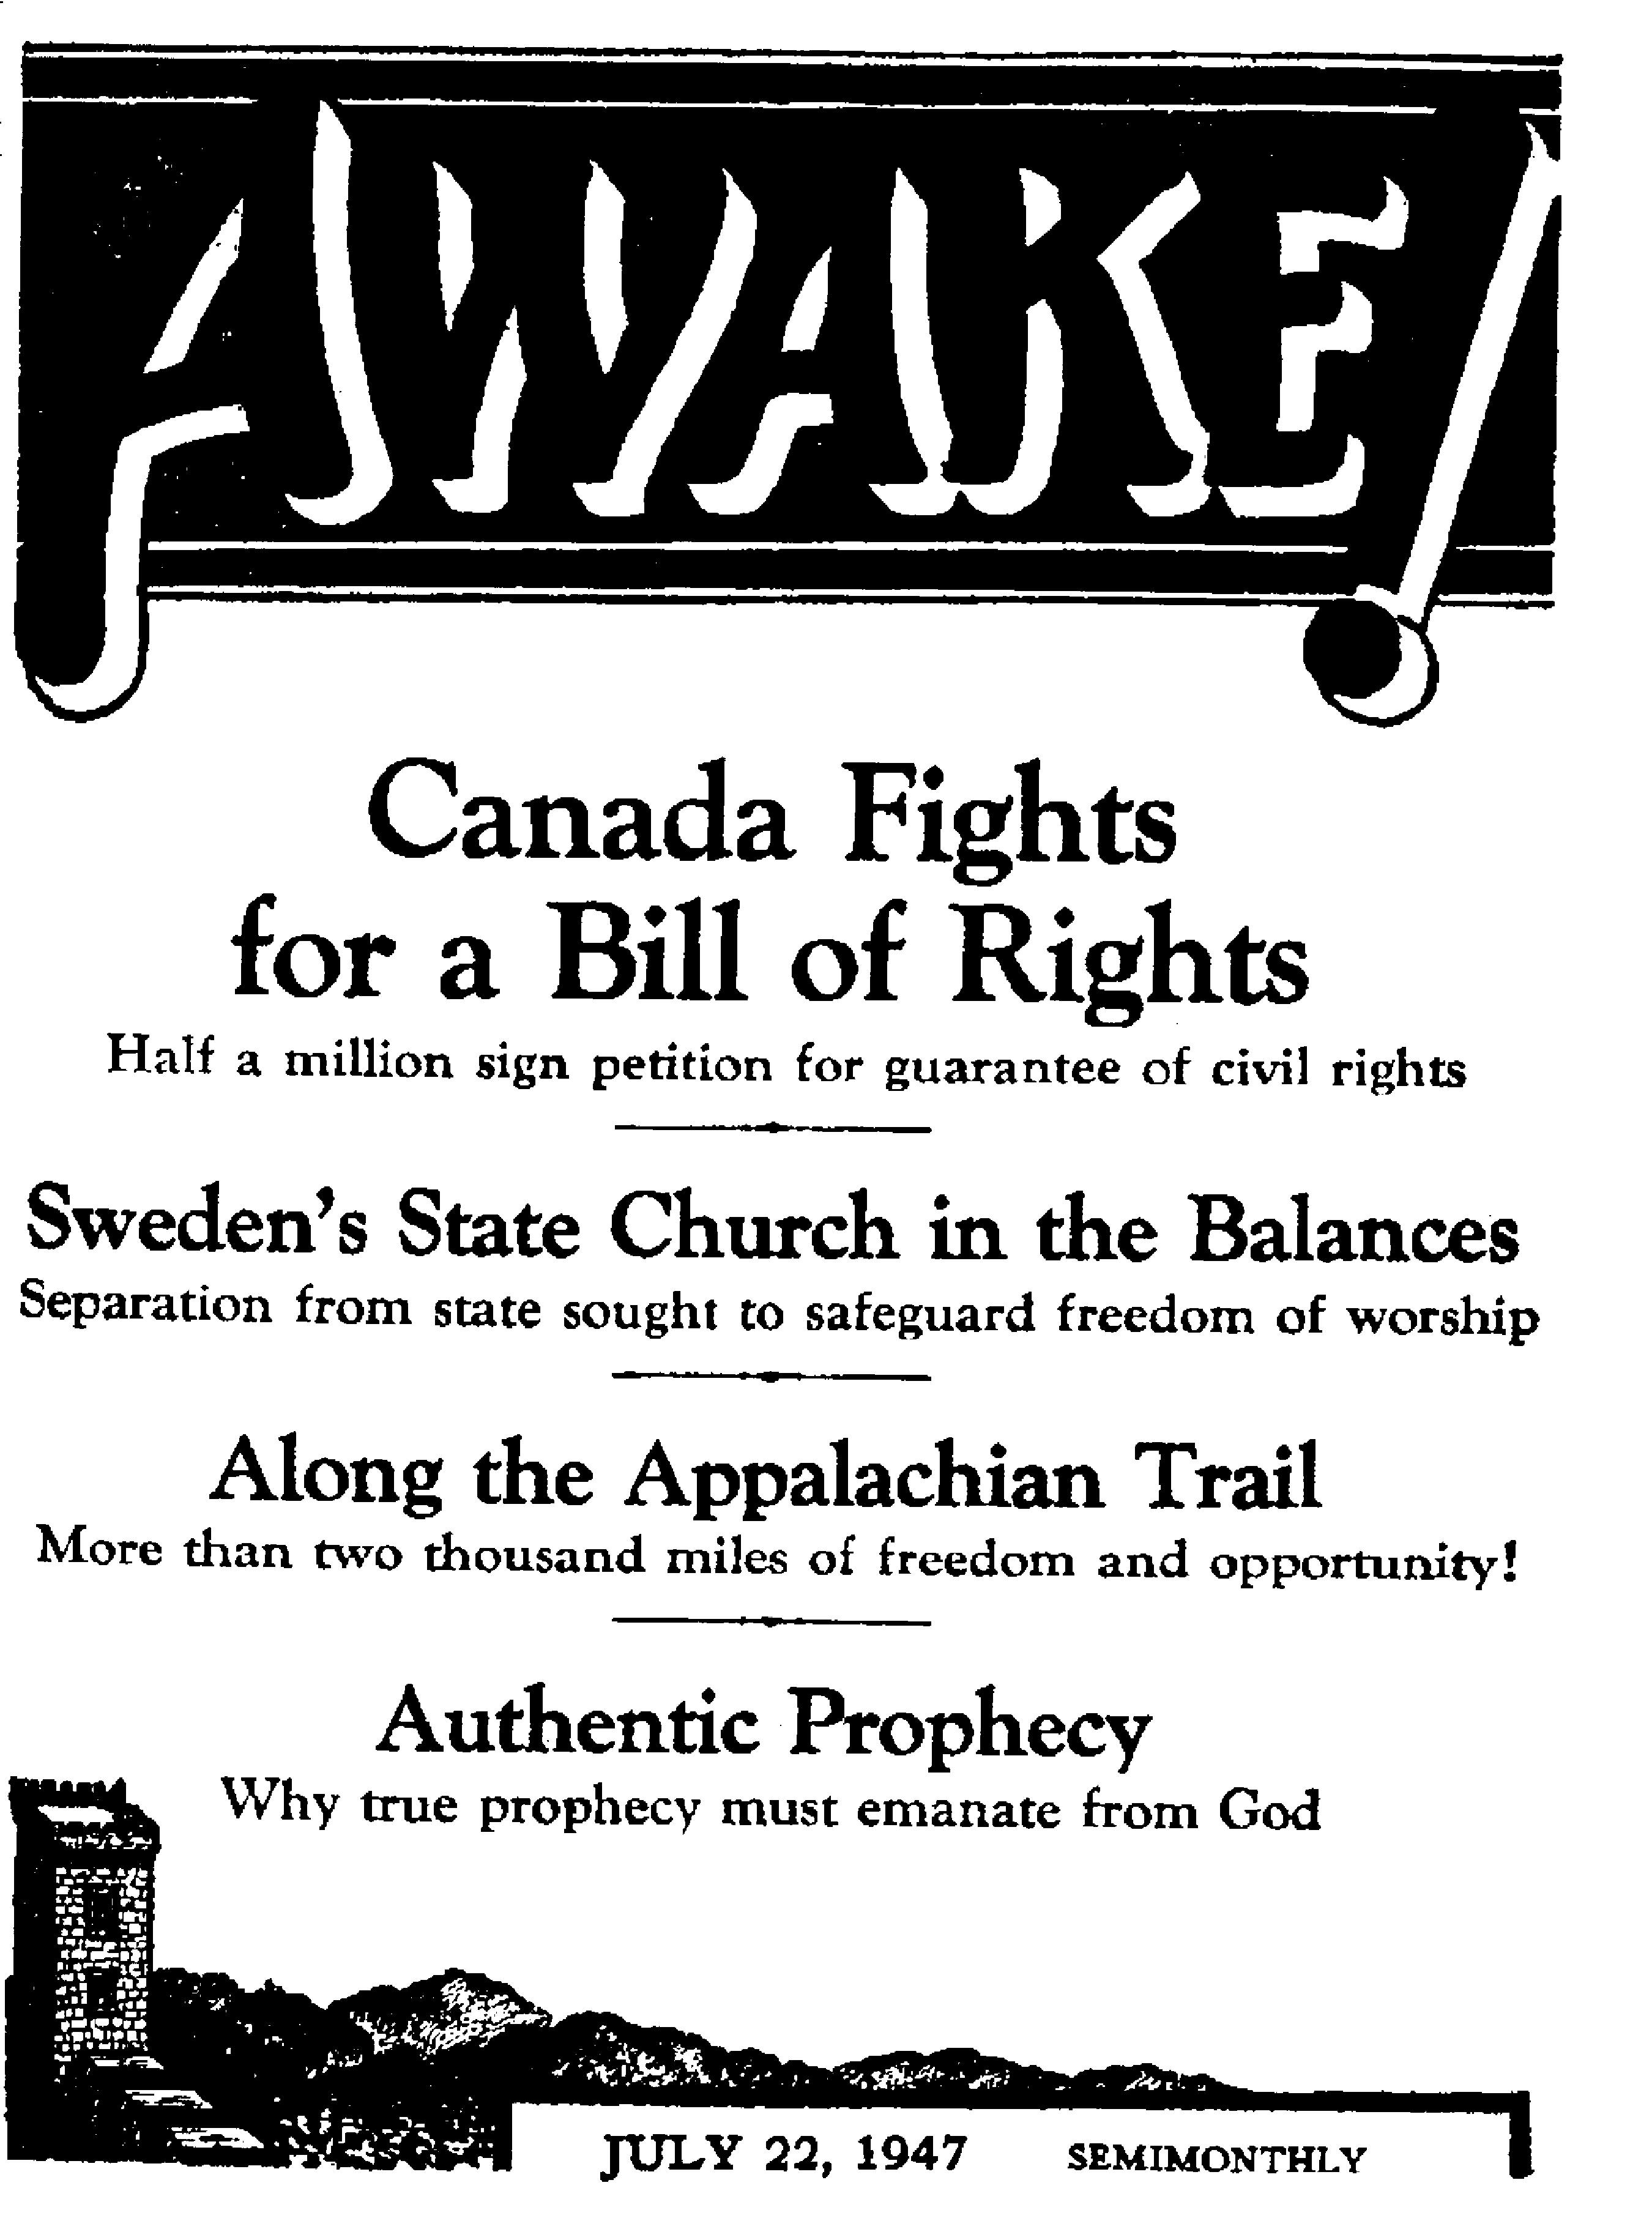 AWAKE!
Canada Fights
for a Bill of Rights
Half a million sign petition for guarantee of civil rights
Sweden's State Church in the Balances
Separation from state sought to safeguard freedom of worship
Along the Appalachian Trail
More than two thousand miles of freedom and opportunity!
Authentic Prophecy
Why true prophecy must emanate from God
JULY 22, 1947 SEMIMONTHLY